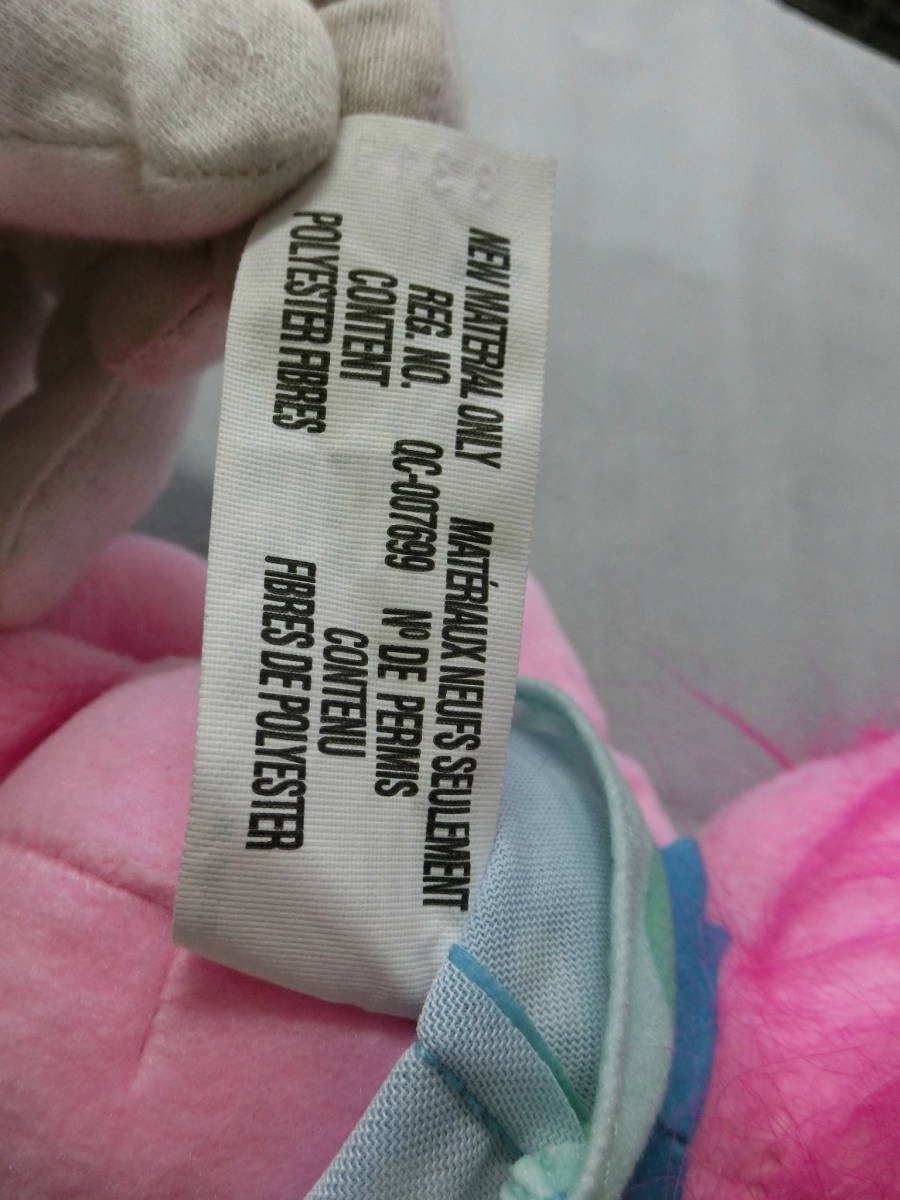 NEW MATERIAL ONLY MATÉRIAUX NEUFS SEULEMENT
REG. NO. QC-007699 Nº DE PERMIS
CONTENT CONTENU
POLYESTER FIBRES FIBRES DE POLYESTER